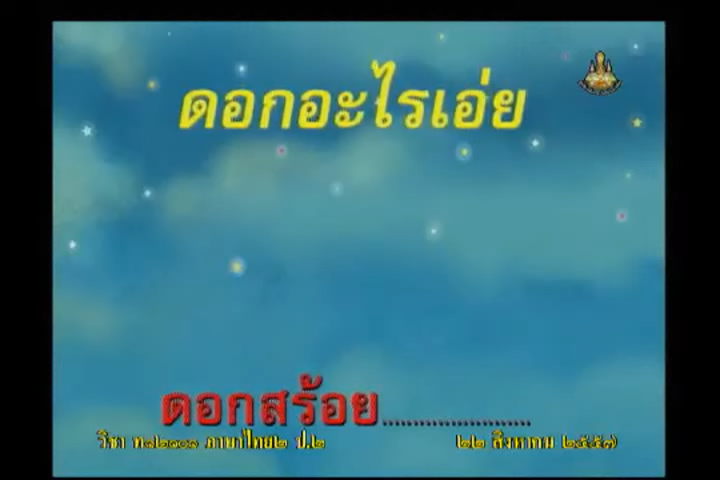 ดอกอะไรเอ่ย
ดอกสร้อย.....................
วิชา ท๑๒๑๐๑ ภาษาไทย๒ ป.๒
๒๒ สิงหาคม ๒๕๕๗